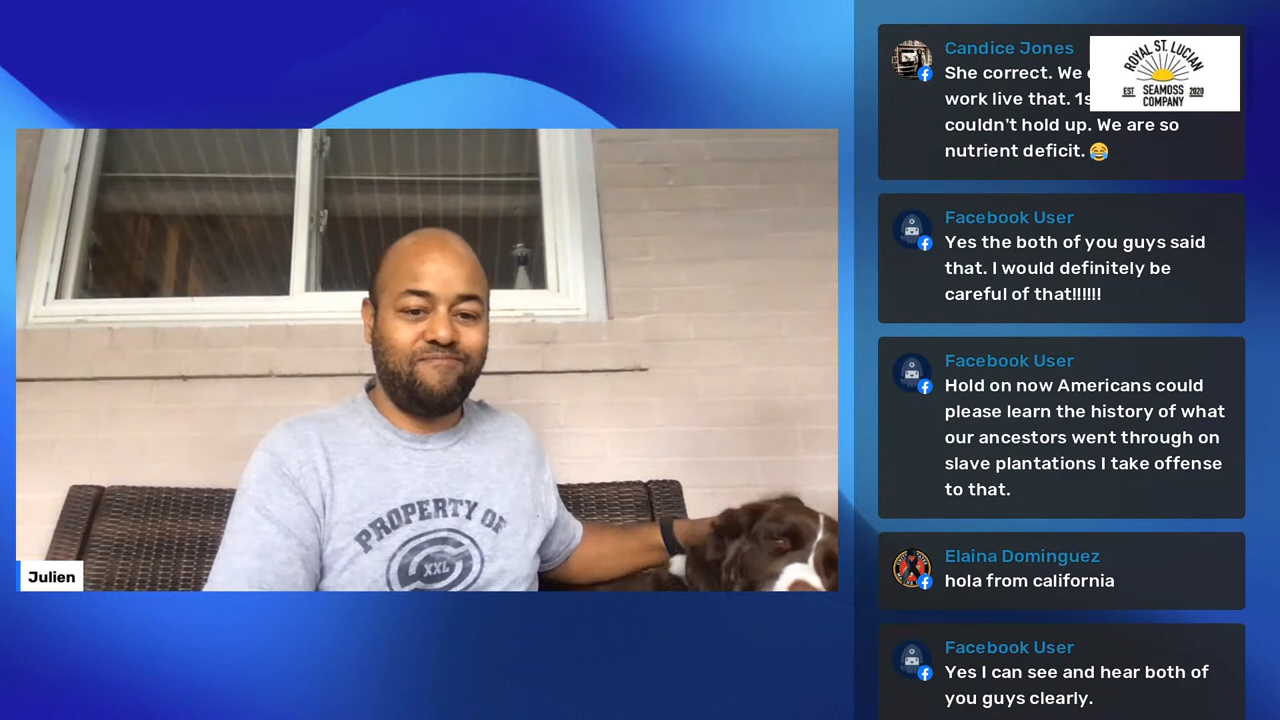 Candice Jones
She correct. We
work live that. 1s
couldn't hold up. We are so
nutrient deficit. 😂
ROYAL ST. LUCIAN
EST SEAMOSS 2020
COMPANY
Facebook User
Yes the both of you guys said
that. I would definitely be
careful of that!!!!!!
Facebook User
Hold on now Americans could
please learn the history of what
our ancestors went through on
slave plantations I take offense
to that.
Elaina Dominguez
hola from california
Facebook User
Yes I can see and hear both of
you guys clearly.
PROPERTY OF
XXL
Julien